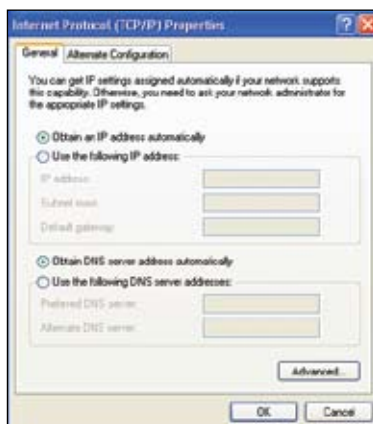 Internet Protocol (TCP/IP) Properties
General
Alternate Configuration
You can get IP settings assigned automatically if your network supports
this capability. Otherwise, you need to ask your network administrator for
the appropriate IP settings.
Obtain an IP address automatically
Use the following IP address:
IP address:
Subnet mask:
Default gateway:
Obtain DNS server address automatically
Use the following DNS server addresses:
Preferred DNS server:
Alternate DNS server:
Advanced...
OK
Cancel